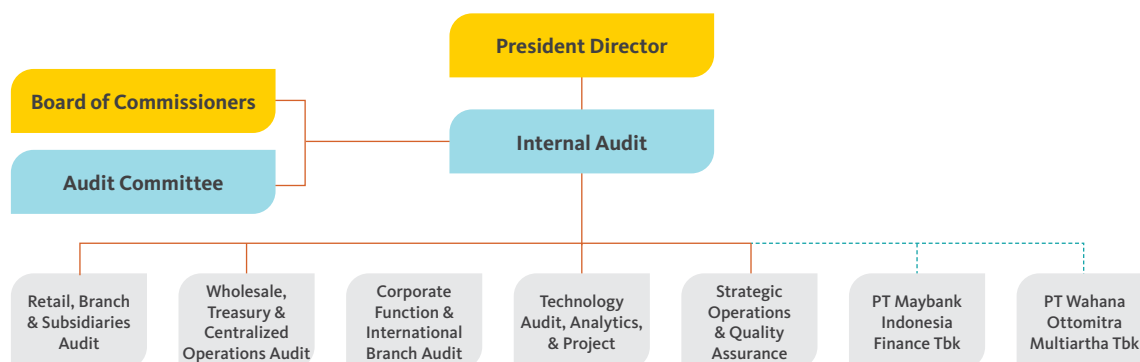 President Director
Board of Commissioners
Internal Audit
Audit Committee
Retail, Branch
& Subsidiaries
Audit
Wholesale,
Treasury &
Centralized
Operations Audit
Corporate
Function &
International
Branch Audit
Technology
Audit, Analytics,
& Project
Strategic
Operations
& Quality
Assurance
PT Maybank
Indonesia
Finance Tbk
PT Wahana
Ottomitra
Multiartha Tbk